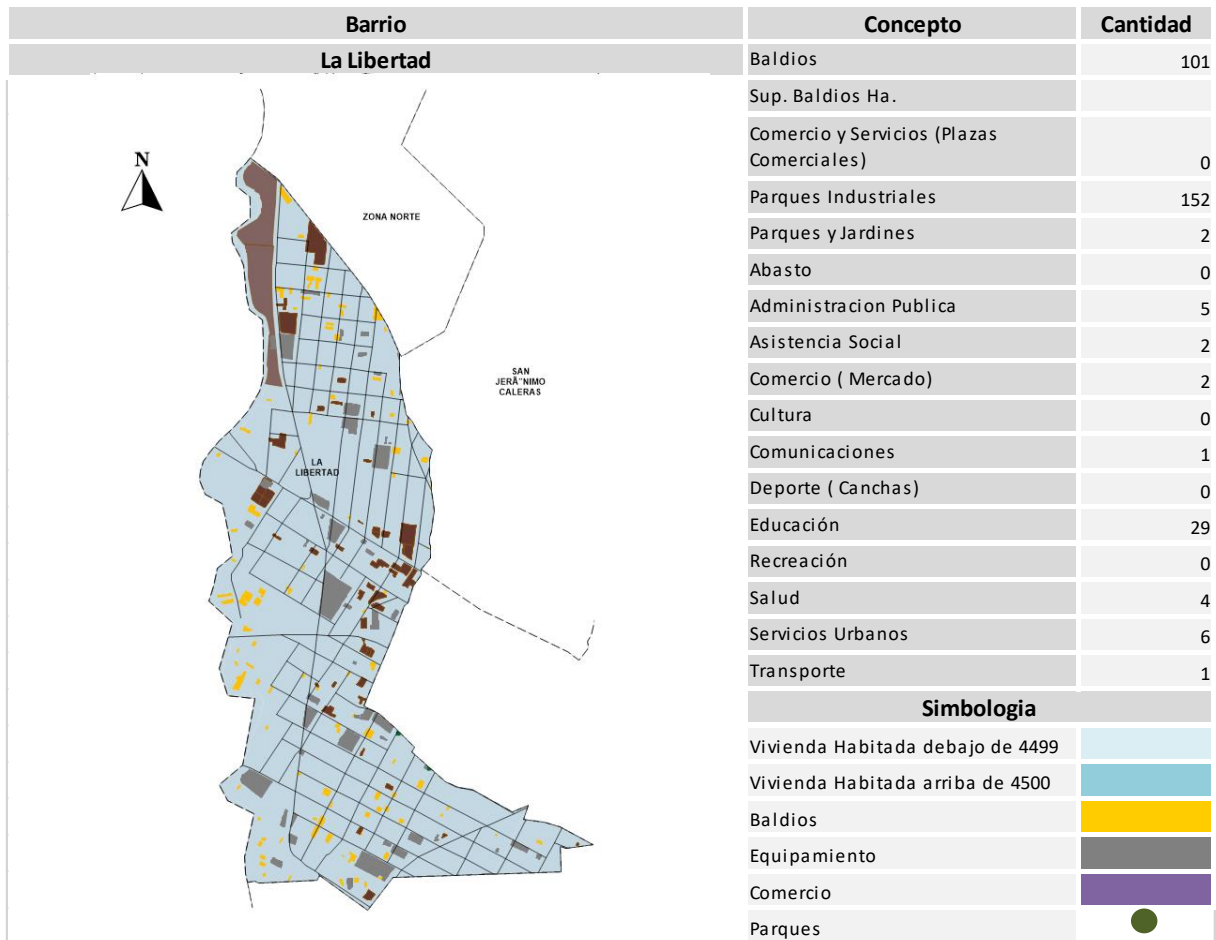 Barrio
La Libertad
N
ZONA NORTE
SAN
JERÃ“NIMO
CALERAS
LA
LIBERTAD
Concepto Cantidad
Baldios 101
Sup. Baldios Ha.
Comercio y Servicios (Plazas
Comerciales) 0
Parques Industriales 152
Parques y Jardines 2
Abasto 0
Administracion Publica 5
Asistencia Social 2
Comercio ( Mercado) 2
Cultura 0
Comunicaciones 1
Deporte ( Canchas) 0
Educación 29
Recreación 0
Salud 4
Servicios Urbanos 6
Transporte 1
Simbologia
Vivienda Habitada debajo de 4499
Vivienda Habitada arriba de 4500
Baldios
Equipamiento
Comercio
Parques